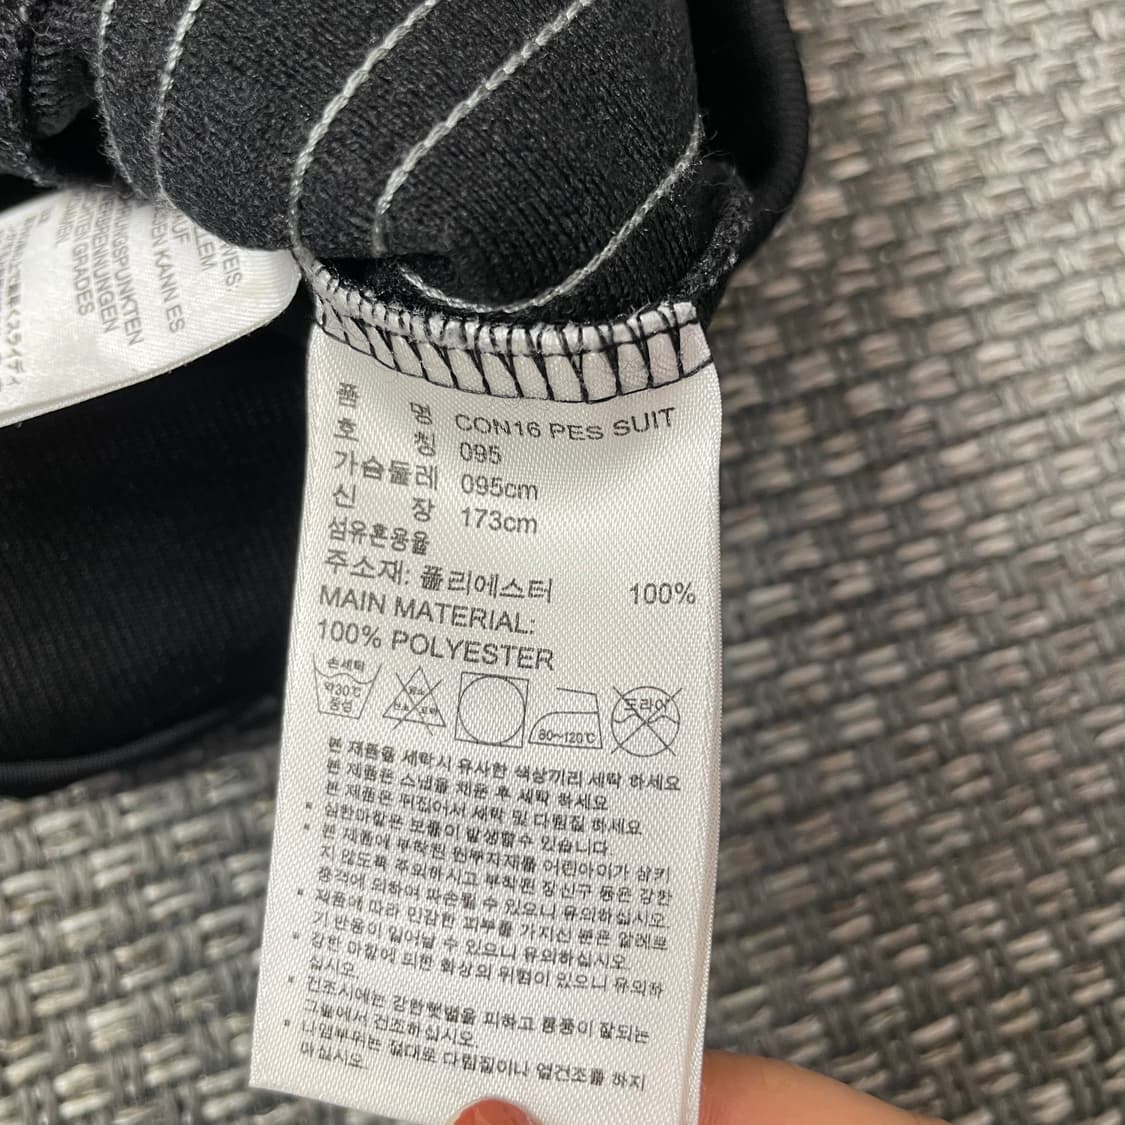 품 명 CON16 PES SUIT
호 칭 095
가슴둘레 095cm
신 장 173cm
섬유혼용율
주소재: 폴리에스터 100%
MAIN MATERIAL:
100% POLYESTER
손세탁
약30℃
중성
80~120℃
드라이
본 제품을 세탁시 유사한 색상끼리 세탁 하세요
본 제품은 스냅을 채운 후 세탁 하세요
본 제품은 뒤집어서 세탁 및 다림질 하세요
* 심한마찰은 보풀이 발생할수 있습니다
* 본 제품에 부착된 원부자재를 어린아이가 삼키
지 않도록 주의하시고 부착된 장신구 등은 강한
충격에 의하여 파손될 수 있으니 유의하십시오
* 제품에 따라 민감한 피부를 가지신 분은 알레르
기 반응이 일어날 수 있으니 유의하십시오
* 강한 마찰에 의한 화상의 위험이 있으니 유의하
십시오
* 건조시에는 강한햇볕을 피하고 통풍이 잘되는
그늘에서 건조하십시오
* 나염부위는 절대로 다림질이나 열건조를 하지
마십시오
WEIS:
LLEM
UF
GEN KANN ES
UNGSPUNKTEN
BRENNUNGEN
GRADES